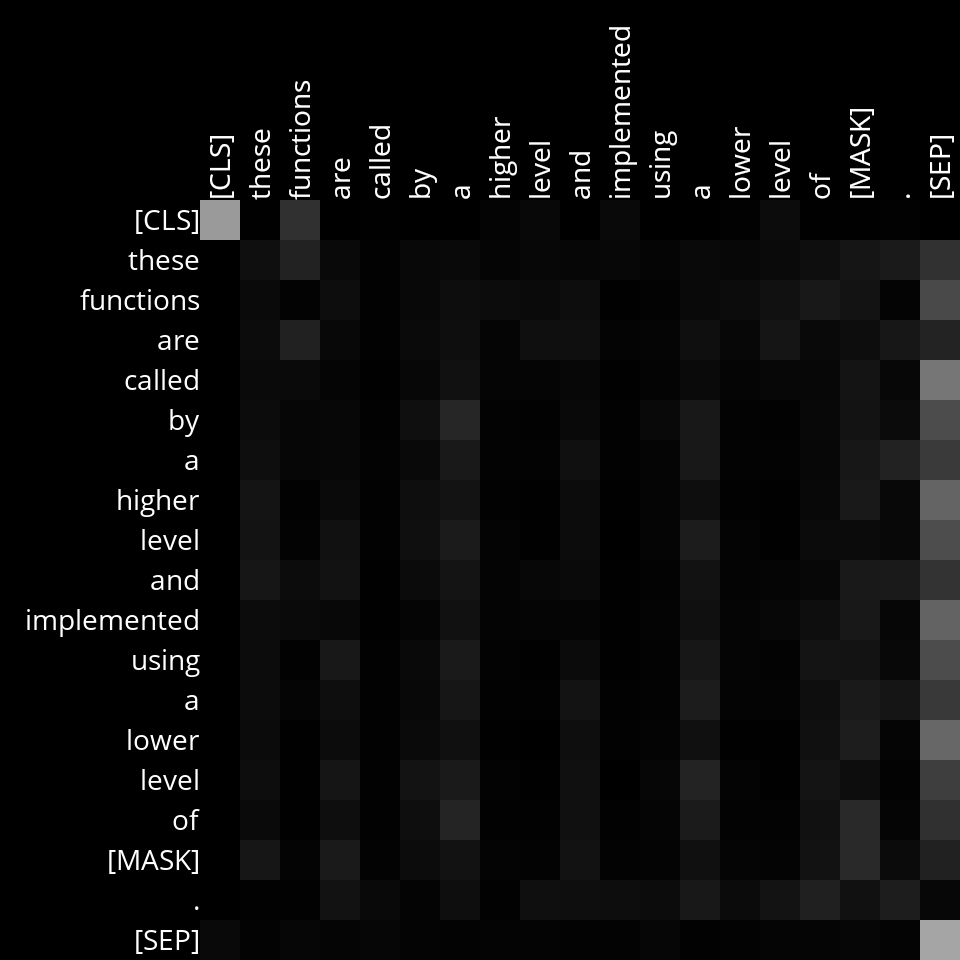 [CLS] these functions are called by a higher level and implemented using a lower level of [MASK] . [SEP]
[CLS]
these
functions
are
called
by
a
higher
level
and
implemented
using
a
lower
level
of
[MASK]
.
[SEP]